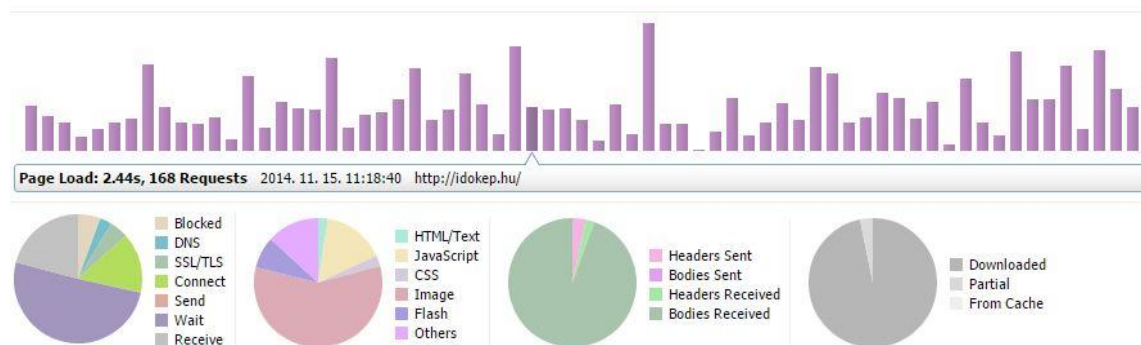 Page Load: 2.44s, 168 Requests 2014. 11. 15. 11:18:40 http://idokep.hu/
Blocked
DNS
SSL/TLS
Connect
Send
Wait
Receive
HTML/Text
JavaScript
CSS
Image
Flash
Others
Headers Sent
Bodies Sent
Headers Received
Bodies Received
Downloaded
Partial
From Cache